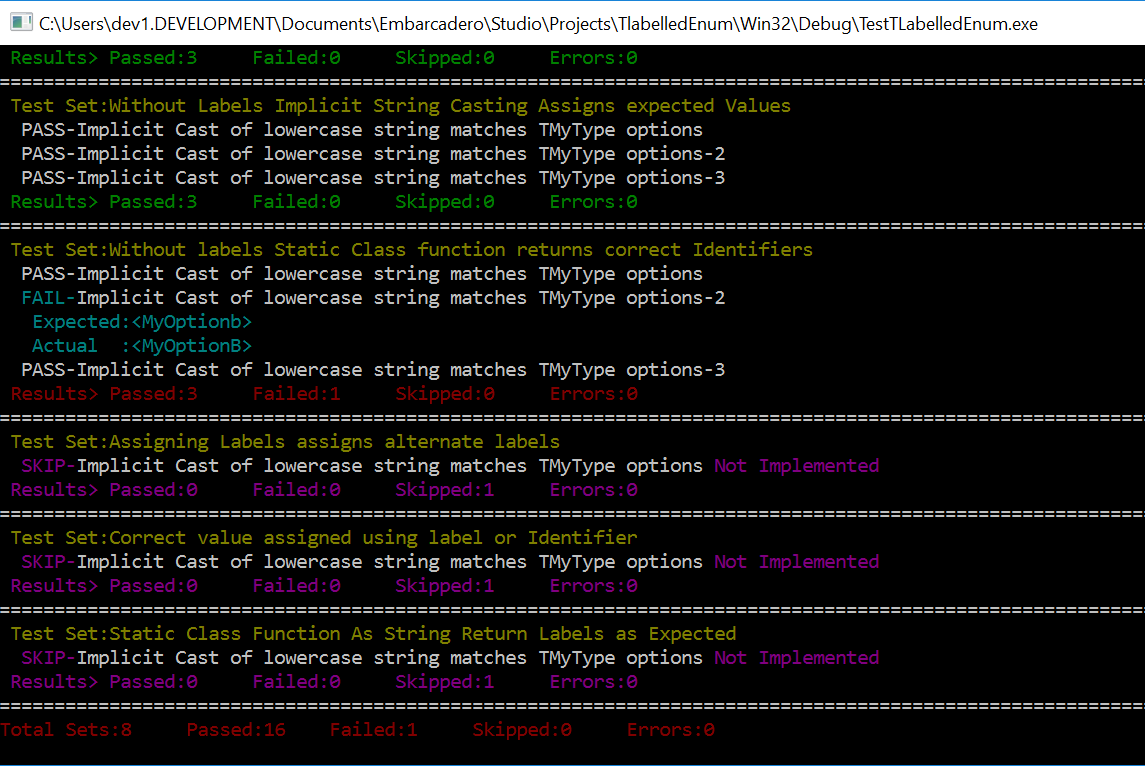 C:\Users\dev1.DEVELOPMENT\Documents\Embarcadero\Studio\Projects\TlabelledEnum\Win32\Debug\TestTLabelledEnum.exe
Results> Passed:3     Failed:0     Skipped:0     Errors:0
========================================================================================================
Test Set:Without Labels Implicit String Casting Assigns expected Values
PASS-Implicit Cast of lowercase string matches TMyType options
PASS-Implicit Cast of lowercase string matches TMyType options-2
PASS-Implicit Cast of lowercase string matches TMyType options-3
Results> Passed:3     Failed:0     Skipped:0     Errors:0
========================================================================================================
Test Set:Without labels Static Class function returns correct Identifiers
PASS-Implicit Cast of lowercase string matches TMyType options
FAIL-Implicit Cast of lowercase string matches TMyType options-2
Expected:<MyOptionb>
Actual  :<MyOptionB>
PASS-Implicit Cast of lowercase string matches TMyType options-3
Results> Passed:3     Failed:1     Skipped:0     Errors:0
========================================================================================================
Test Set:Assigning Labels assigns alternate labels
SKIP-Implicit Cast of lowercase string matches TMyType options Not Implemented
Results> Passed:0     Failed:0     Skipped:1     Errors:0
========================================================================================================
Test Set:Correct value assigned using label or Identifier
SKIP-Implicit Cast of lowercase string matches TMyType options Not Implemented
Results> Passed:0     Failed:0     Skipped:1     Errors:0
========================================================================================================
Test Set:Static Class Function As String Return Labels as Expected
SKIP-Implicit Cast of lowercase string matches TMyType options Not Implemented
Results> Passed:0     Failed:0     Skipped:1     Errors:0
========================================================================================================
Total Sets:8     Passed:16    Failed:1     Skipped:0     Errors:0